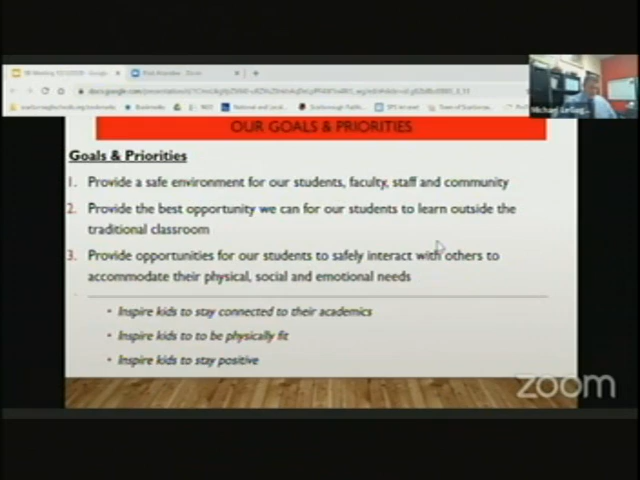 OUR GOALS & PRIORITIES
Goals & Priorities
1. Provide a safe environment for our students, faculty, staff and community
2. Provide the best opportunity we can for our students to learn outside the
traditional classroom
3. Provide opportunities for our students to safely interact with others to
accommodate their physical, social and emotional needs
• Inspire kids to stay connected to their academics
• Inspire kids to to be physically fit
• Inspire kids to stay positive
zoom